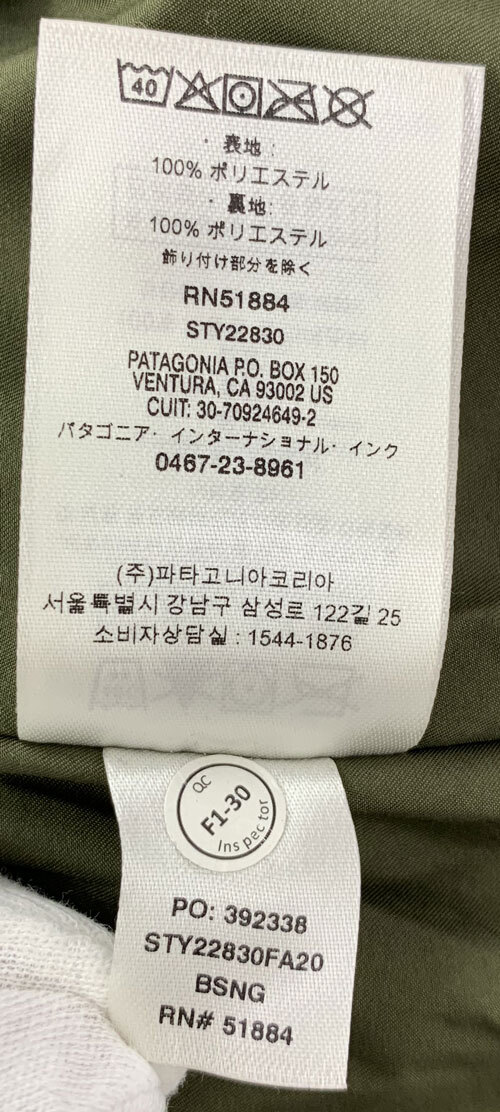 40
・表地:
100% ポリエステル
・裏地:
100% ポリエステル
飾り付け部分を除く
RN51884
STY22830
PATAGONIA P.O. BOX 150
VENTURA, CA 93002 US
CUIT: 30-70924649-2
パタゴニア・インターナショナル・インク
0467-23-8961
(주)파타고니아코리아
서울특별시 강남구 삼성로 122길 25
소비자상담실 : 1544-1876
QC
F1-30
Inspector
PO: 392338
STY22830FA20
BSNG
RN# 51884